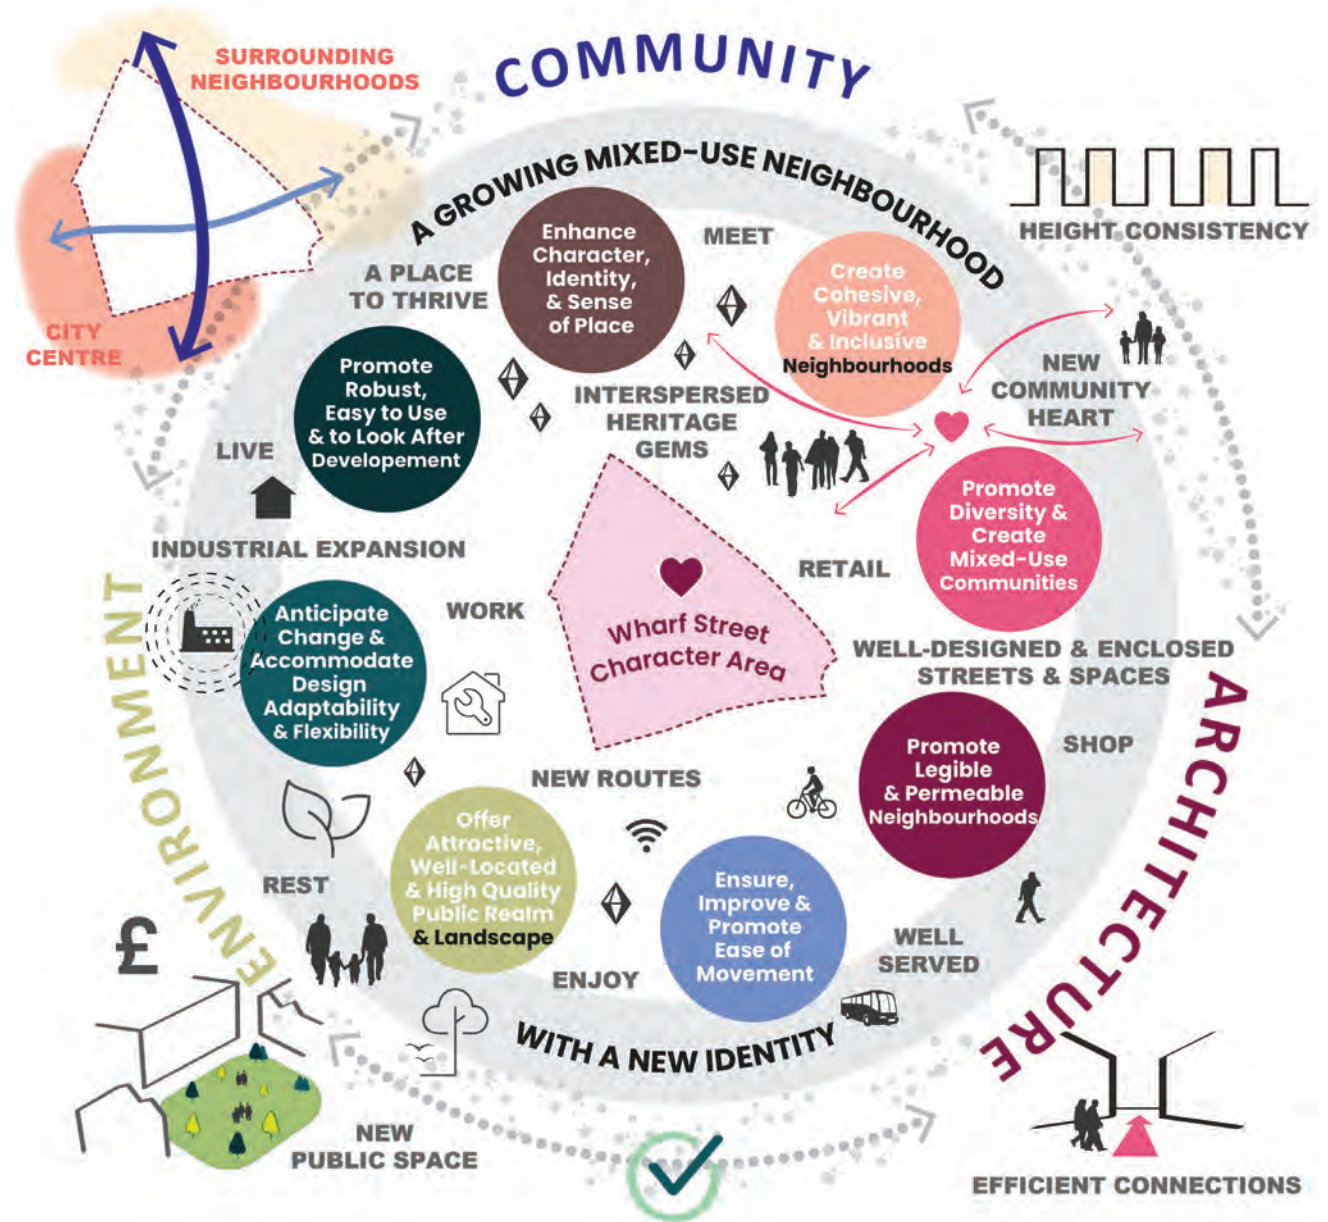 SURROUNDING
NEIGHBOURHOODS
COMMUNITY
A GROWING MIXED-USE NEIGHBOURHOOD
HEIGHT CONSISTENCY
CITY
CENTRE
A PLACE
TO THRIVE
Enhance
Character,
Identity,
& Sense
of Place
MEET
Create
Cohesive,
Vibrant
& Inclusive
Neighbourhoods
NEW
COMMUNITY
HEART
Promote
Robust,
Easy to Use
& to Look After
Developement
INTERSPERSED
HERITAGE
GEMS
LIVE
Promote
Diversity &
Create
Mixed-Use
Communities
INDUSTRIAL EXPANSION
RETAIL
WORK
Anticipate
Change &
Accommodate
Design
Adaptability
& Flexibility
Wharf Street
Character Area
WELL-DESIGNED & ENCLOSED
STREETS & SPACES
ENVIRONMENT
ARCHITECTURE
SHOP
Promote
Legible
& Permeable
Neighbourhoods
NEW ROUTES
Offer
Attractive,
Well-Located
& High Quality
Public Realm
& Landscape
REST
Ensure,
Improve &
Promote
Ease of
Movement
WELL
SERVED
£
ENJOY
WITH A NEW IDENTITY
NEW
PUBLIC SPACE
EFFICIENT CONNECTIONS